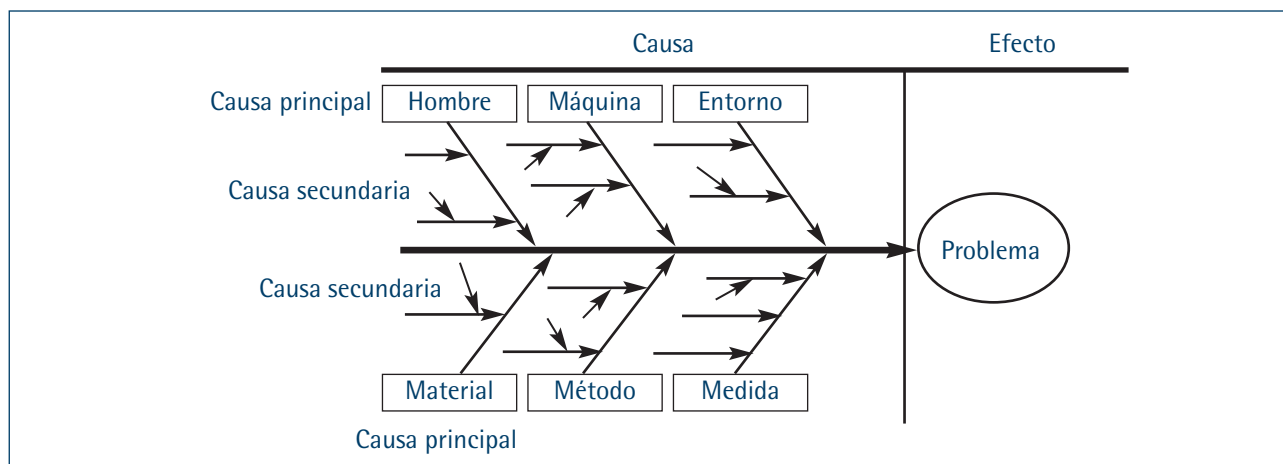 Causa
Efecto
Causa principal
Hombre
Máquina
Entorno
Causa secundaria
Problema
Causa secundaria
Material
Método
Medida
Causa principal